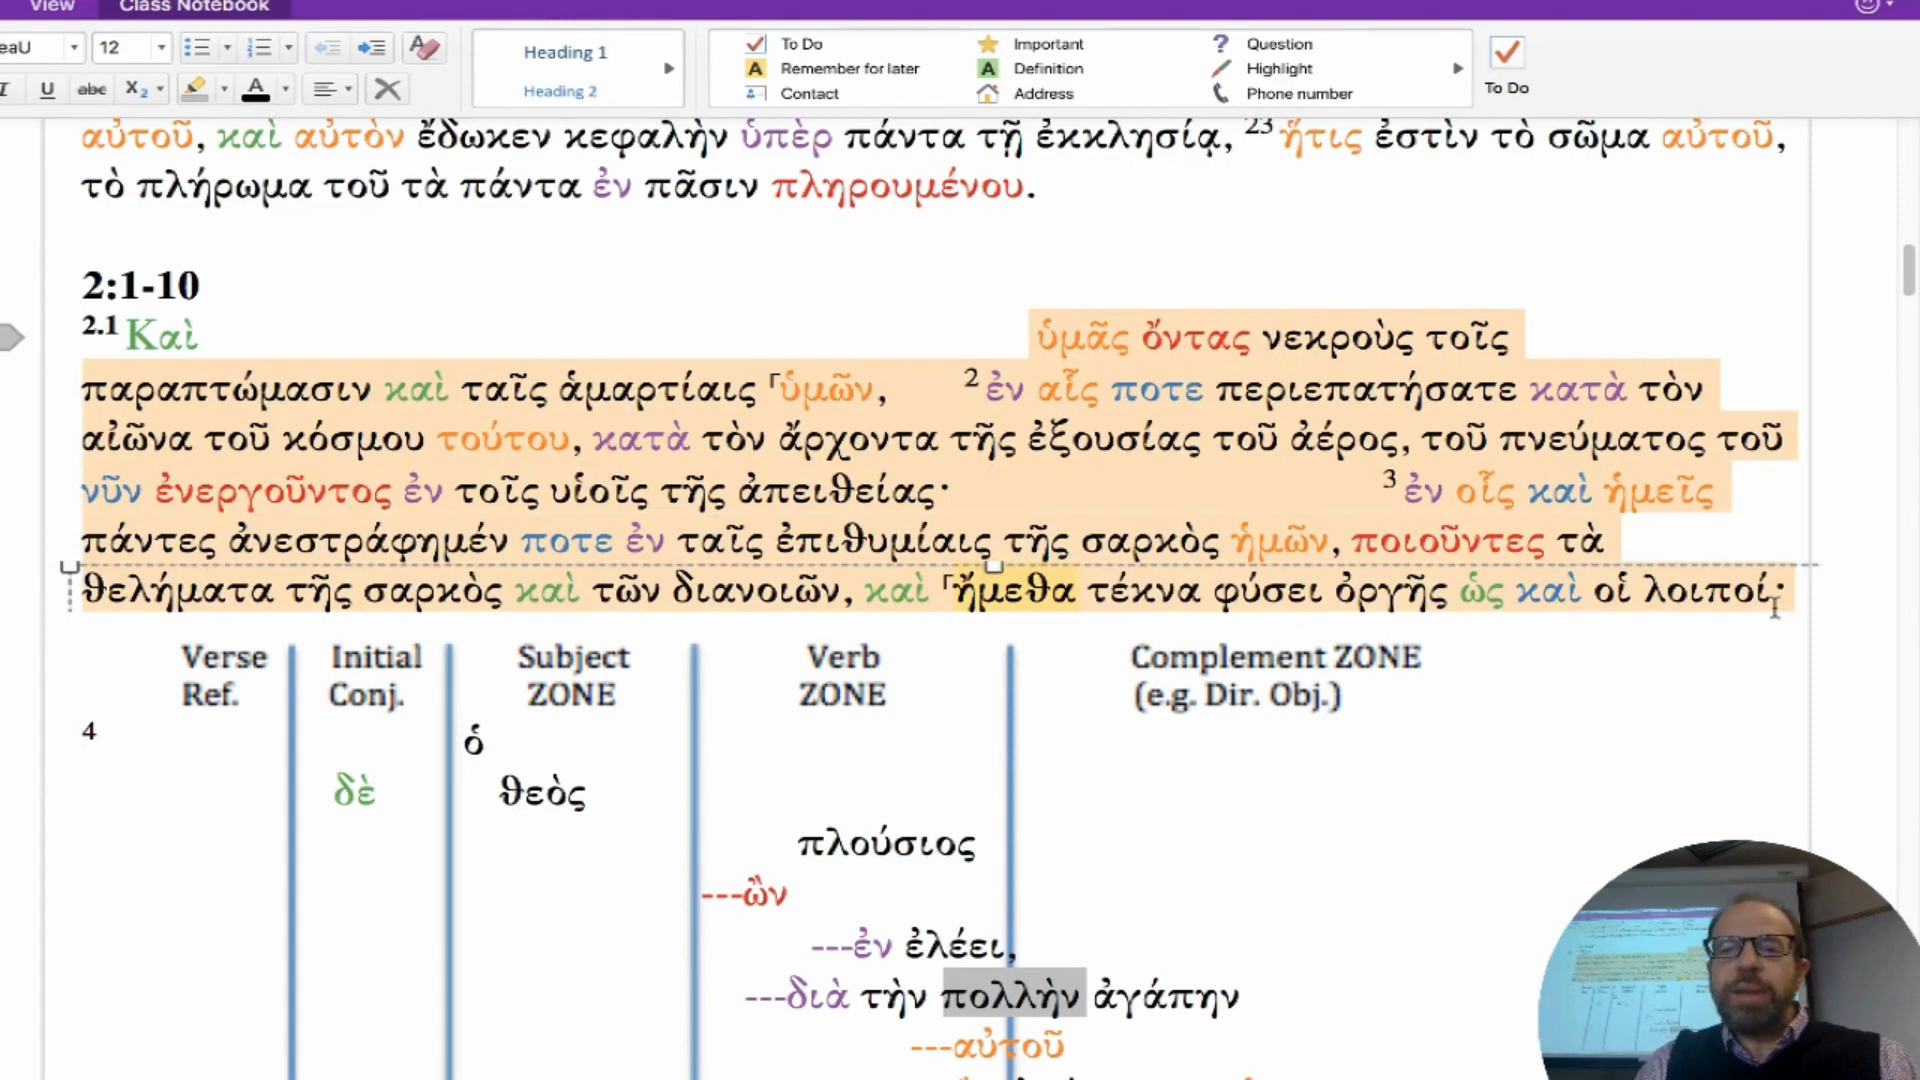 View Class Notebook
eaU 12
Heading 1
Heading 2
To Do Important Question
Remember for later Definition Highlight
Contact Address Phone number
To Do
I U abc X2 A
αὐτοῦ, καὶ αὐτὸν ἔδωκεν κεφαλὴν ὑπὲρ πάντα τῇ ἐκκλησίᾳ, 23 ἥτις ἐστὶν τὸ σῶμα αὐτοῦ,
τὸ πλήρωμα τοῦ τὰ πάντα ἐν πᾶσιν πληρουμένου.
2:1-10
2.1 Καὶ ὑμᾶς ὄντας νεκροὺς τοῖς
παραπτώμασιν καὶ ταῖς ἁμαρτίαις ⸀ὑμῶν, 2 ἐν αἷς ποτε περιεπατήσατε κατὰ τὸν
αἰῶνα τοῦ κόσμου τούτου, κατὰ τὸν ἄρχοντα τῆς ἐξουσίας τοῦ ἀέρος, τοῦ πνεύματος τοῦ
νῦν ἐνεργοῦντος ἐν τοῖς υἱοῖς τῆς ἀπειθείας· 3 ἐν οἷς καὶ ἡμεῖς
πάντες ἀνεστράφημέν ποτε ἐν ταῖς ἐπιθυμίαις τῆς σαρκὸς ἡμῶν, ποιοῦντες τὰ
θελήματα τῆς σαρκὸς καὶ τῶν διανοιῶν, καὶ ⸀ἤμεθα τέκνα φύσει ὀργῆς ὡς καὶ οἱ λοιποί·
Verse Initial Subject Verb Complement ZONE
Ref. Conj. ZONE ZONE (e.g. Dir. Obj.)
4 ὁ
δὲ θεὸς
πλούσιος
---ὢν
---ἐν ἐλέει,
---διὰ τὴν πολλὴν ἀγάπην
---αὐτοῦ